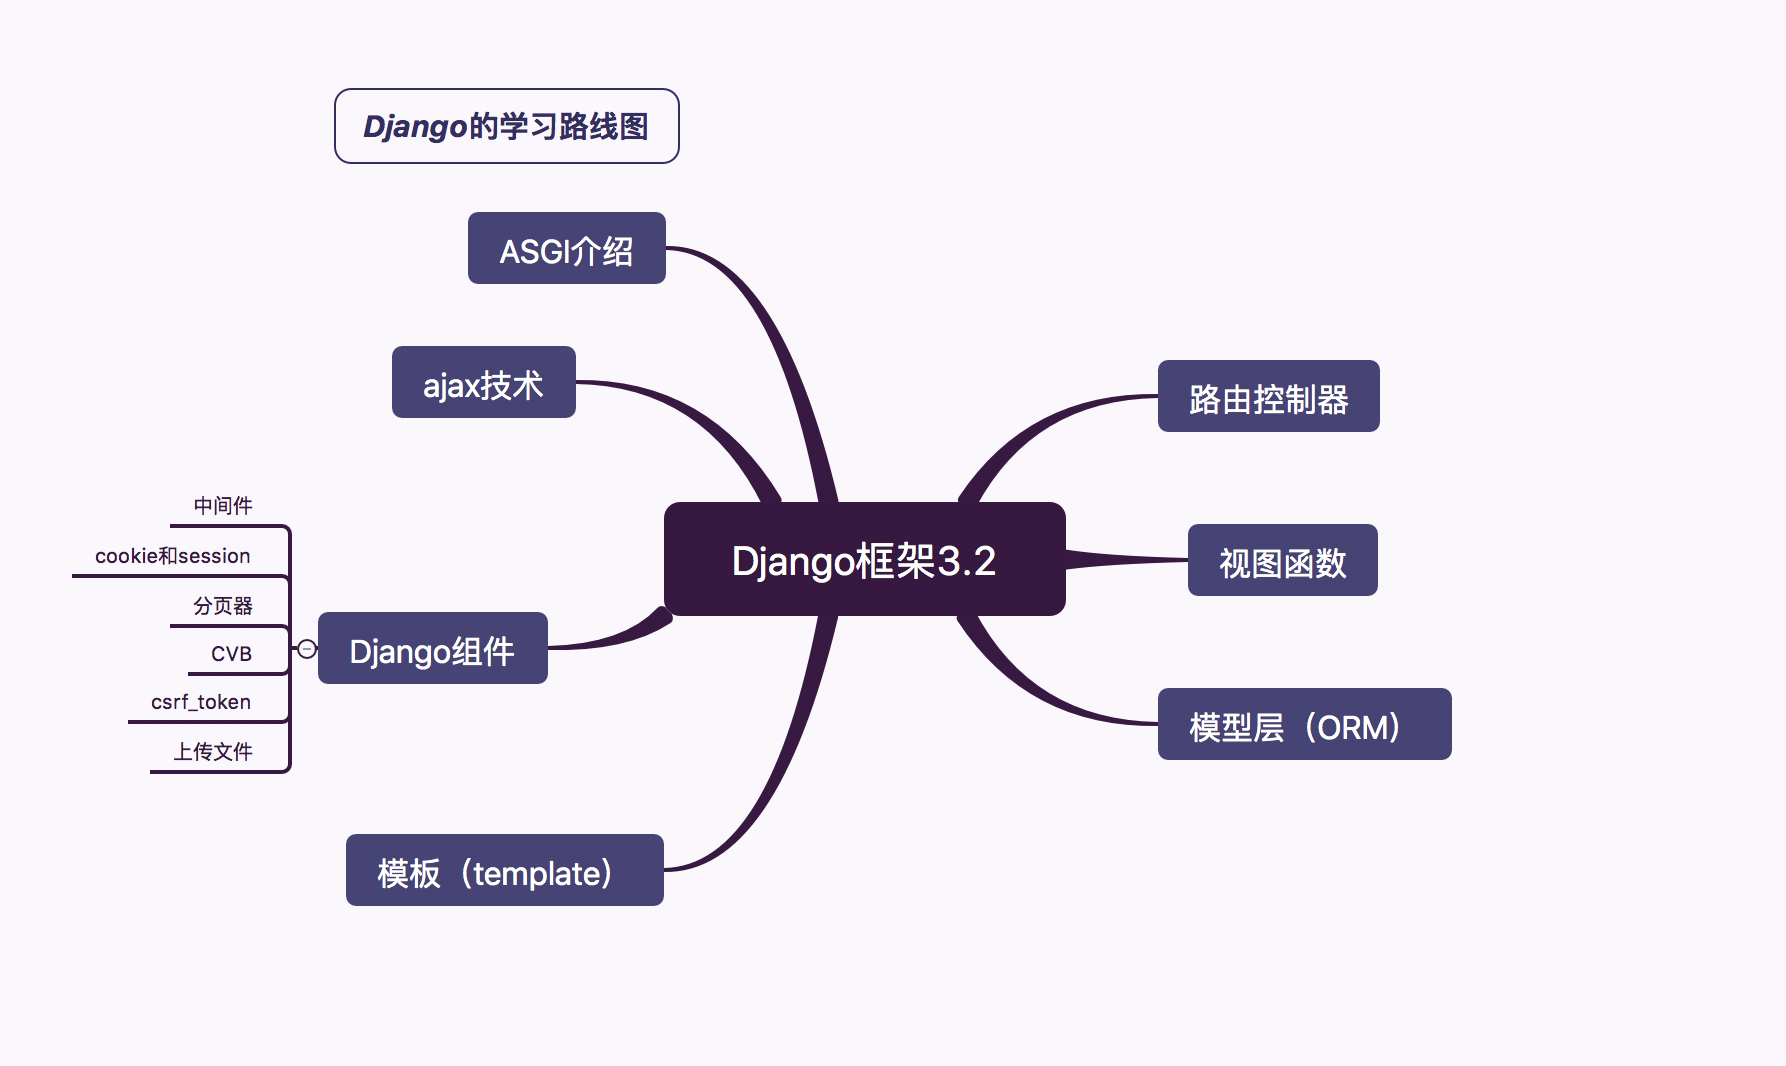 Django的学习路线图
ASGI介绍
ajax技术
路由控制器
中间件
cookie和session
视图函数
Django框架3.2
分页器
Django组件
CVB
csrf_token
模型层（ORM）
上传文件
模板（template）